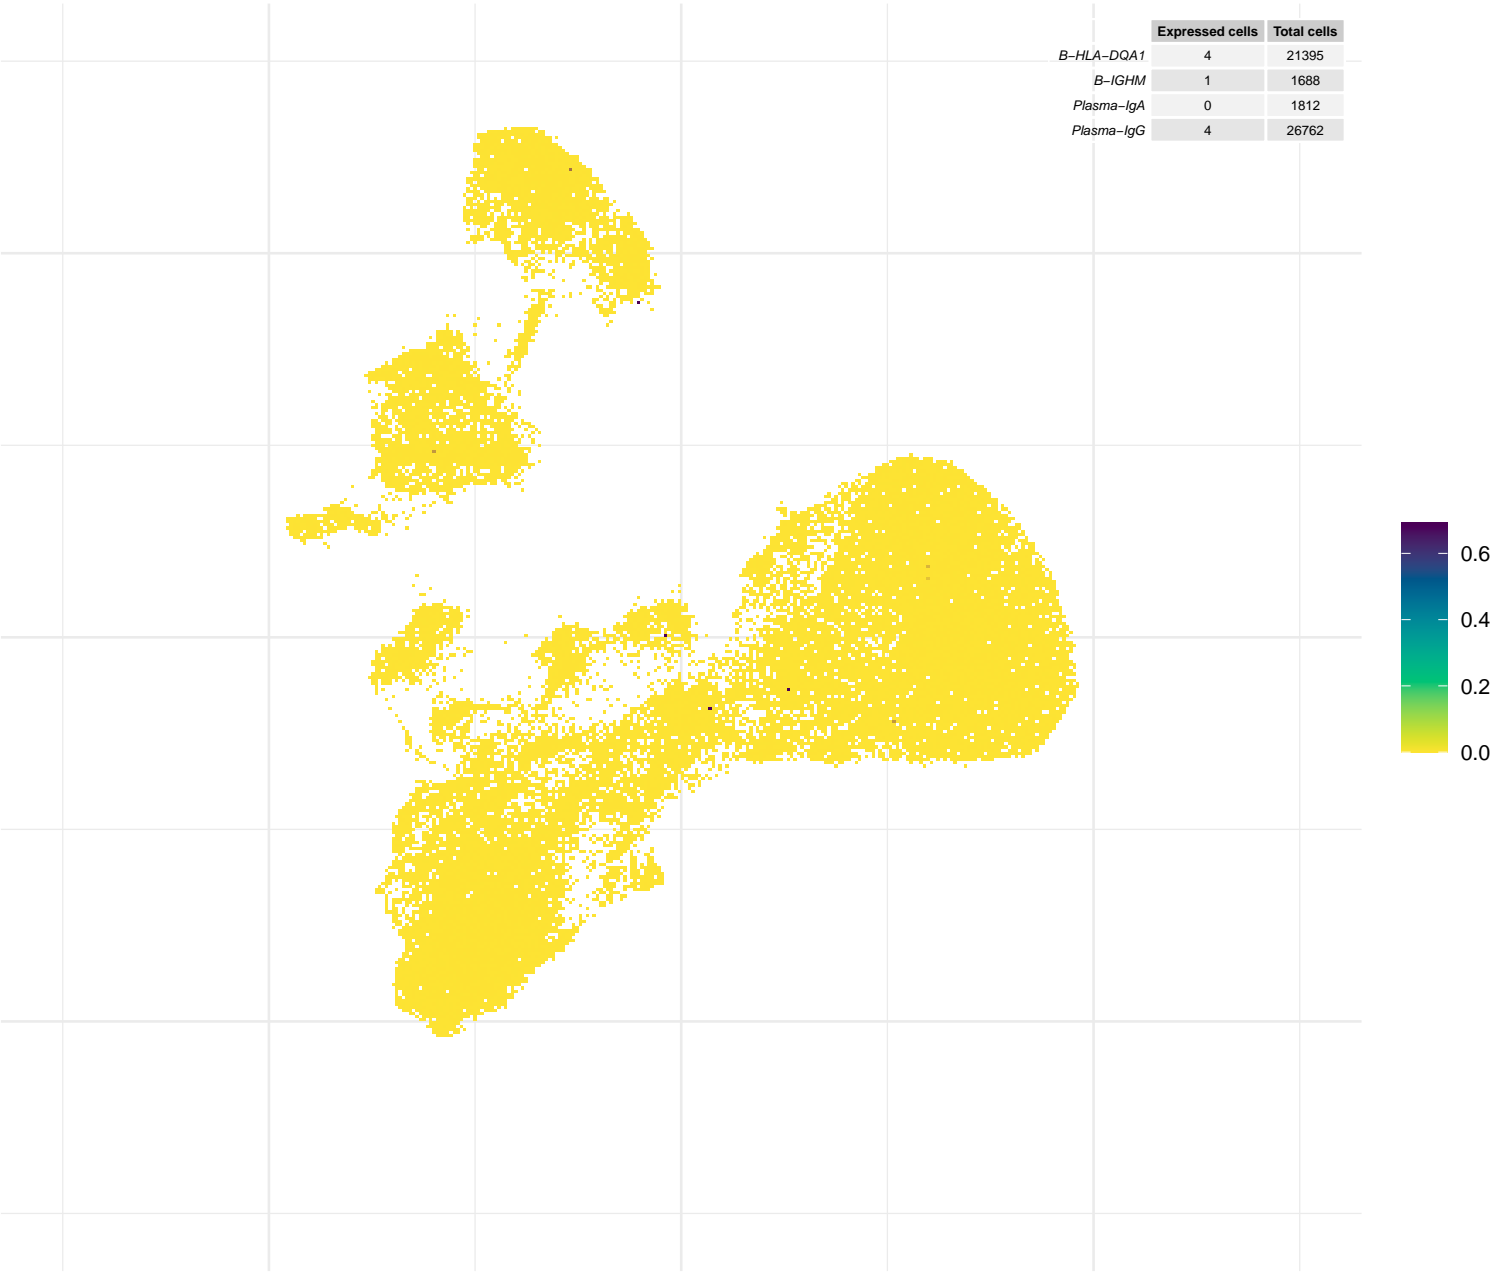 Expressed cells Total cells
B−HLA−DQA1 4 21395
B−IGHM 1 1688
Plasma−IgA 0 1812
Plasma−IgG 4 26762
0.6
0.4
0.2
0.0